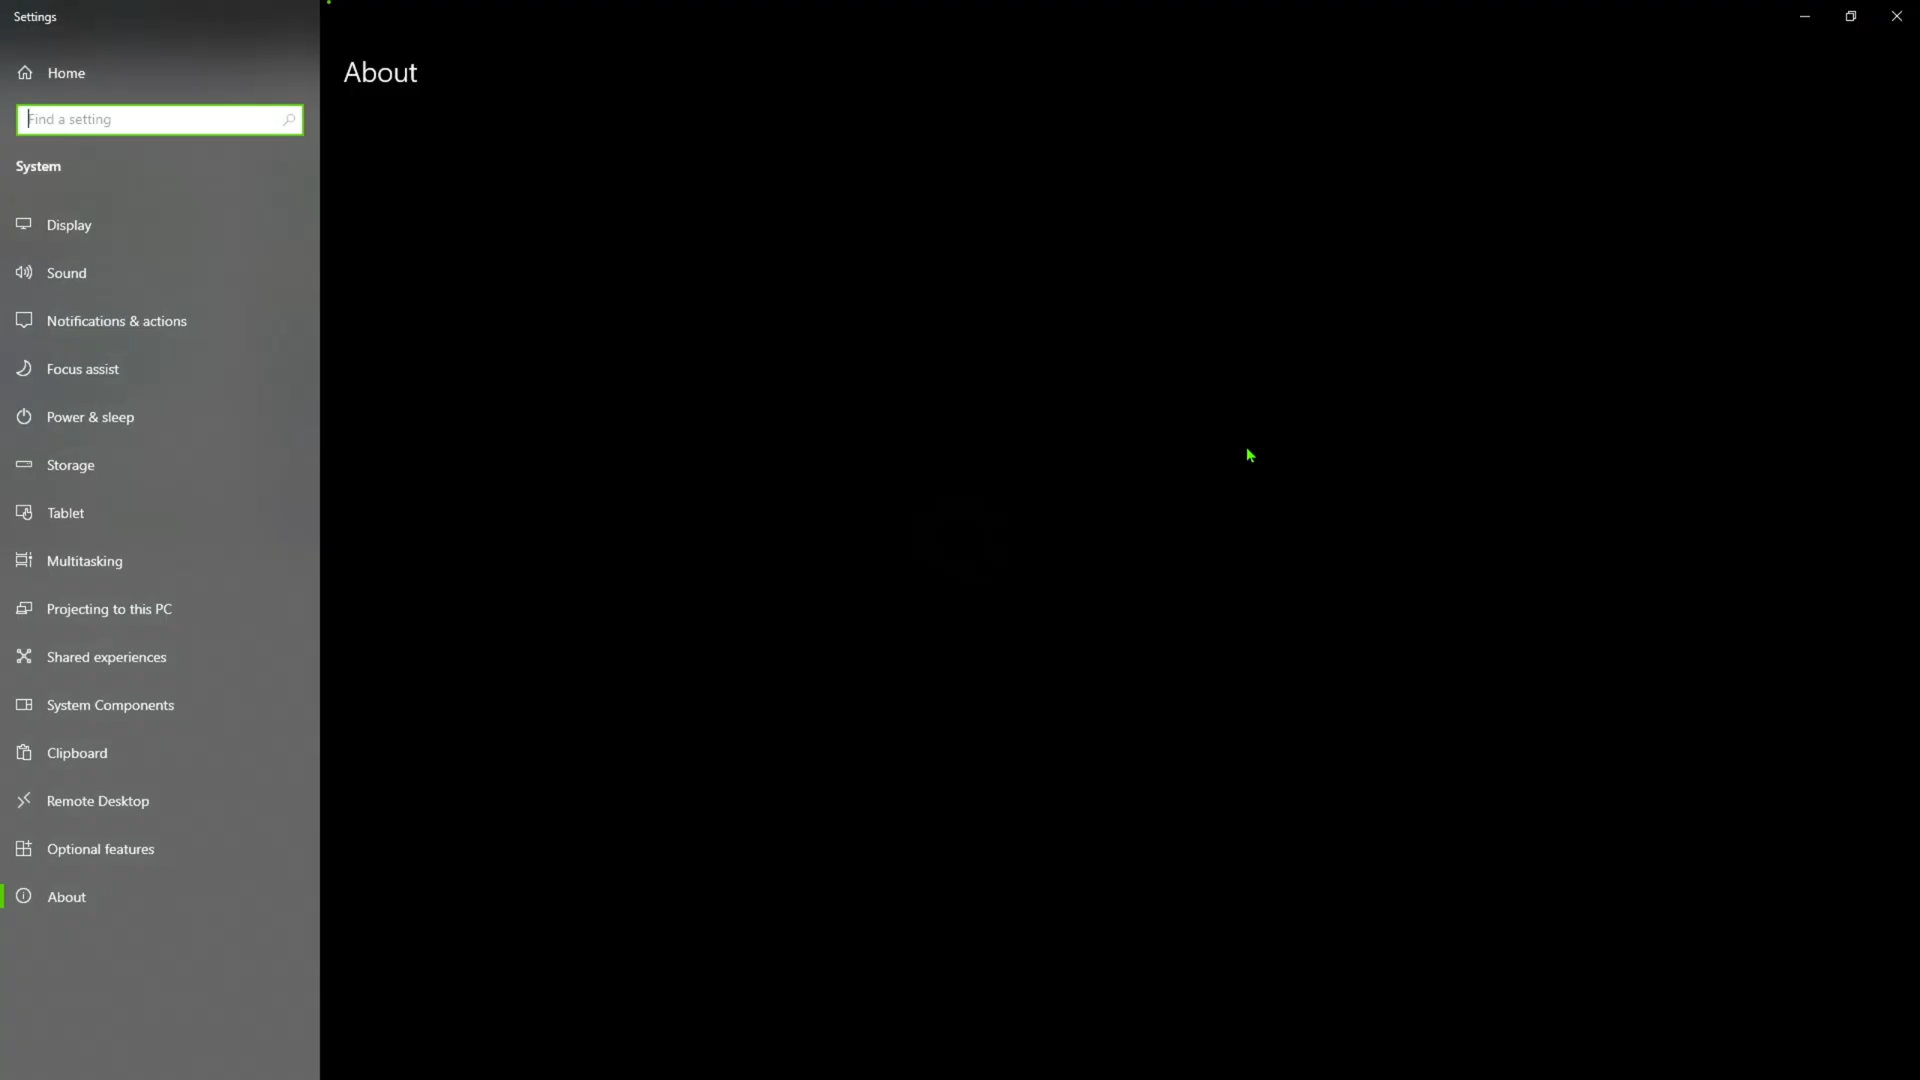 Settings
Home
Find a setting
System
Display
Sound
Notifications & actions
Focus assist
Power & sleep
Storage
Tablet
Multitasking
Projecting to this PC
Shared experiences
System Components
Clipboard
Remote Desktop
Optional features
About
About